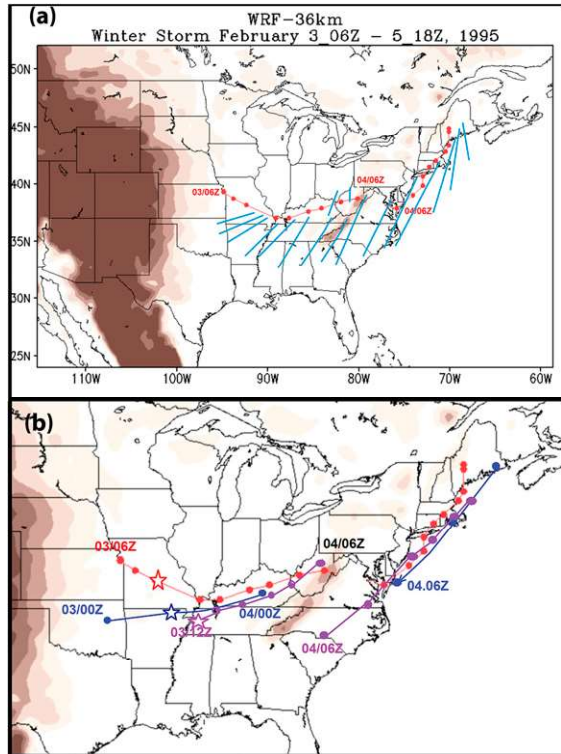 (a)
WRF-36km
Winter Storm February 3_06Z - 5_18Z, 1995
50N
45N
40N
35N
30N
25N
03/06Z
04/06Z
04/06Z
110W 100W 90W 80W 70W 60W
(b)
03/06Z
04/06Z
03/00Z
04/00Z
04.06Z
03/12Z
04/06Z